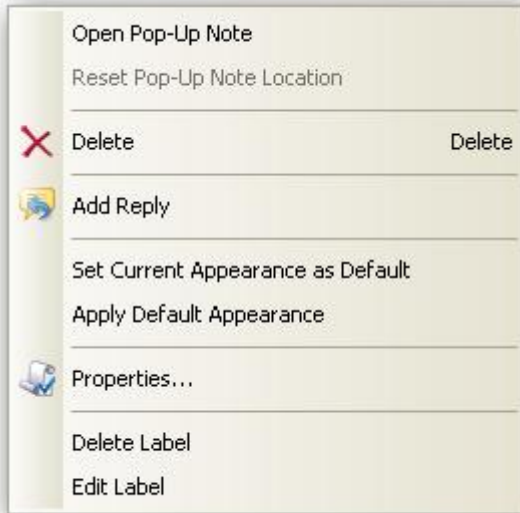 Open Pop-Up Note
Reset Pop-Up Note Location
Delete Delete
Add Reply
Set Current Appearance as Default
Apply Default Appearance
Properties...
Delete Label
Edit Label